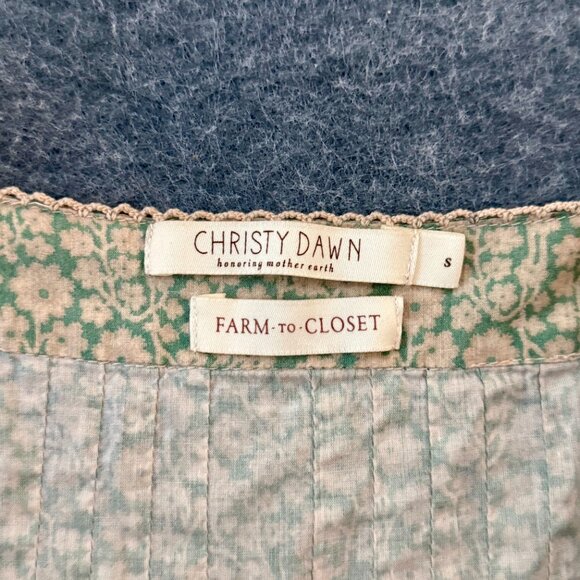 CHRISTY DAWN
honoring mother earth
S
FARM-TO-CLOSET